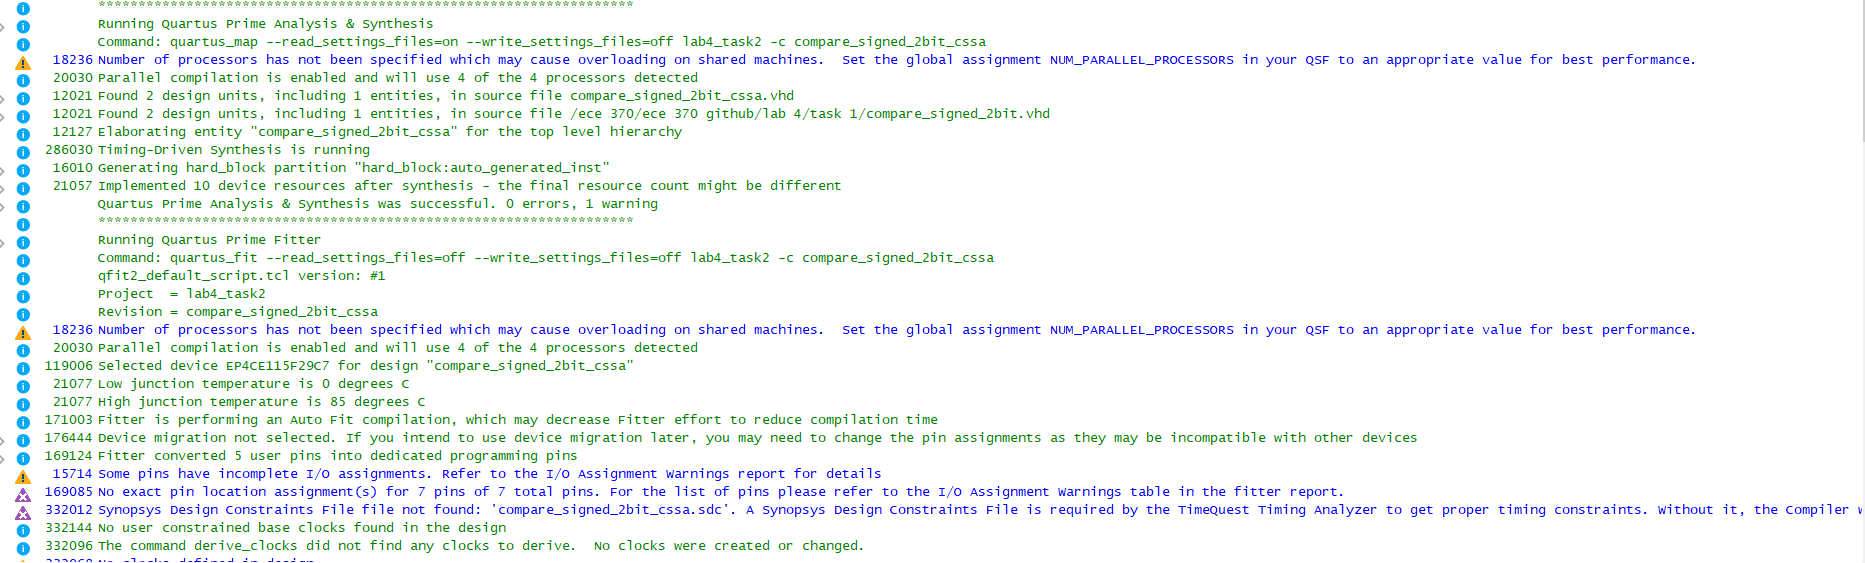 *******************************************************************
Running Quartus Prime Analysis & Synthesis
Command: quartus_map --read_settings_files=on --write_settings_files=off lab4_task2 -c compare_signed_2bit_cssa
18236 Number of processors has not been specified which may cause overloading on shared machines.  Set the global assignment NUM_PARALLEL_PROCESSORS in your QSF to an appropriate value for best performance.
20030 Parallel compilation is enabled and will use 4 of the 4 processors detected
12021 Found 2 design units, including 1 entities, in source file compare_signed_2bit_cssa.vhd
12021 Found 2 design units, including 1 entities, in source file /ece 370/ece 370 github/lab 4/task 1/compare_signed_2bit.vhd
12127 Elaborating entity "compare_signed_2bit_cssa" for the top level hierarchy
286030 Timing-Driven Synthesis is running
16010 Generating hard_block partition "hard_block:auto_generated_inst"
21057 Implemented 10 device resources after synthesis - the final resource count might be different
Quartus Prime Analysis & Synthesis was successful. 0 errors, 1 warning
*******************************************************************
Running Quartus Prime Fitter
Command: quartus_fit --read_settings_files=off --write_settings_files=off lab4_task2 -c compare_signed_2bit_cssa
qfit2_default_script.tcl version: #1
Project  = lab4_task2
Revision = compare_signed_2bit_cssa
18236 Number of processors has not been specified which may cause overloading on shared machines.  Set the global assignment NUM_PARALLEL_PROCESSORS in your QSF to an appropriate value for best performance.
20030 Parallel compilation is enabled and will use 4 of the 4 processors detected
119006 Selected device EP4CE115F29C7 for design "compare_signed_2bit_cssa"
21077 Low junction temperature is 0 degrees C
21077 High junction temperature is 85 degrees C
171003 Fitter is performing an Auto Fit compilation, which may decrease Fitter effort to reduce compilation time
176444 Device migration not selected. If you intend to use device migration later, you may need to change the pin assignments as they may be incompatible with other devices
169124 Fitter converted 5 user pins into dedicated programming pins
15714 Some pins have incomplete I/O assignments. Refer to the I/O Assignment Warnings report for details
169085 No exact pin location assignment(s) for 7 pins of 7 total pins. For the list of pins please refer to the I/O Assignment Warnings table in the fitter report.
332012 Synopsys Design Constraints File file not found: 'compare_signed_2bit_cssa.sdc'. A Synopsys Design Constraints File is required by the TimeQuest Timing Analyzer to get proper timing constraints. Without it, the Compiler
332144 No user constrained base clocks found in the design
332096 The command derive_clocks did not find any clocks to derive.  No clocks were created or changed.
332068 No clocks defined in design